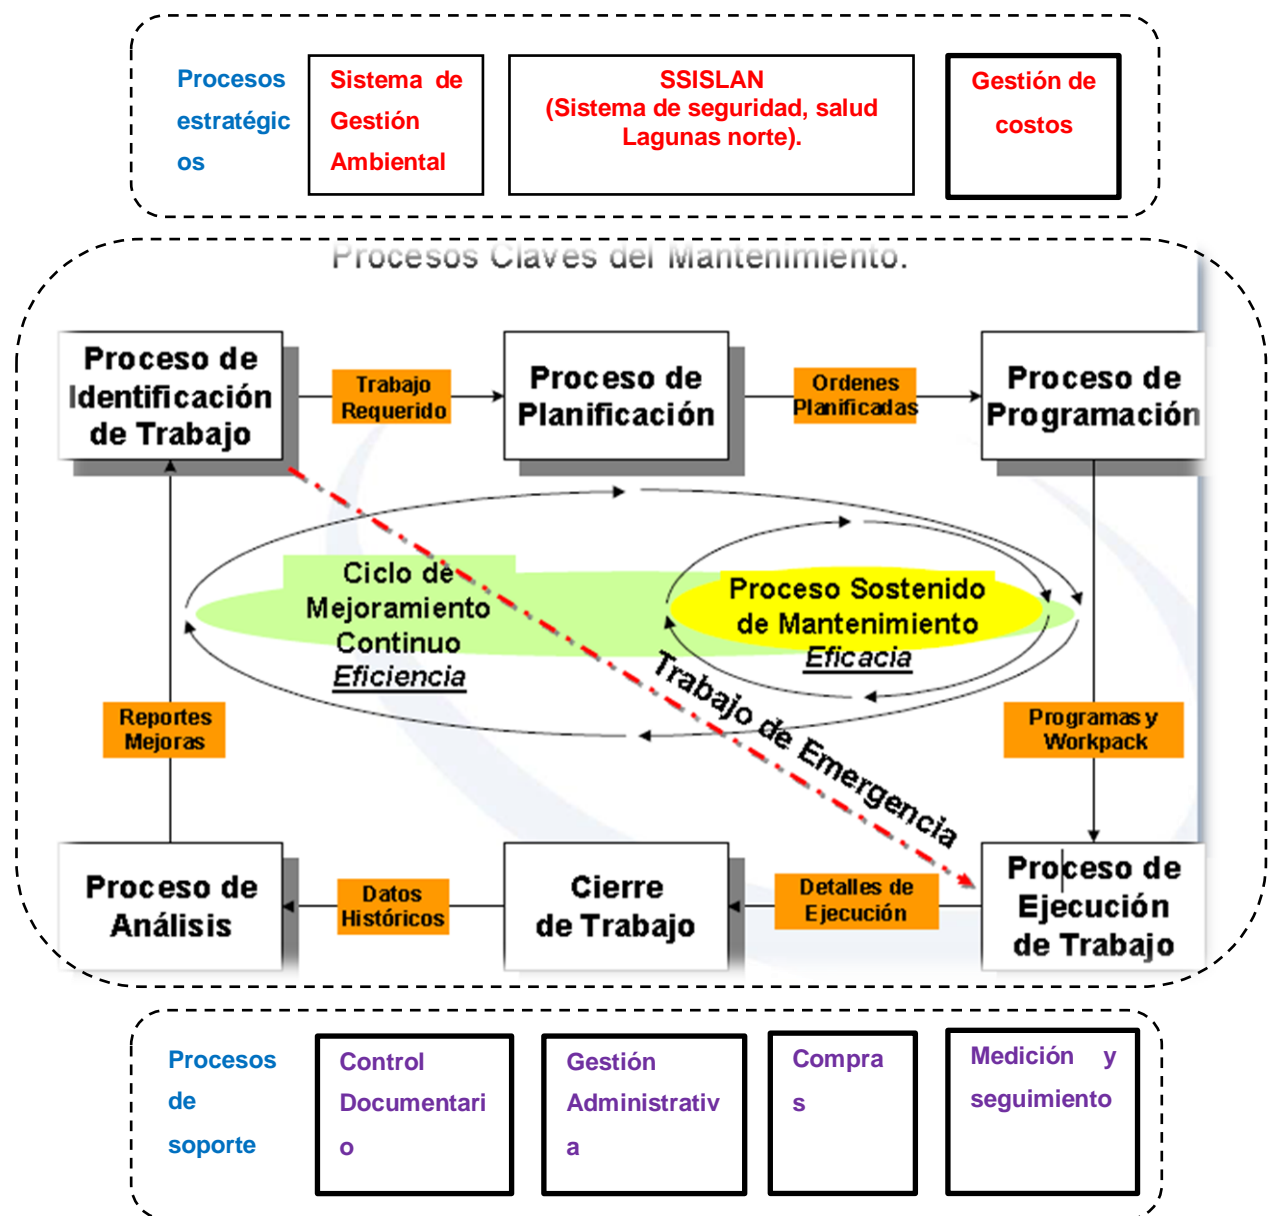 Procesos
estratégic
os
Sistema de
Gestión
Ambiental
SSISLAN
(Sistema de seguridad, salud
Lagunas norte).
Gestión de
costos
Procesos Claves del Mantenimiento.
Proceso de
Identificación
de Trabajo
Trabajo
Requerido
Proceso de
Planificación
Ordenes
Planificadas
Proceso de
Programación
Ciclo de
Mejoramiento
Continuo
Eficiencia
Proceso Sostenido
de Mantenimiento
Eficacia
Trabajo de Emergencia
Reportes
Mejoras
Programas y
Workpack
Proceso de
Análisis
Datos
Históricos
Cierre
de Trabajo
Detalles de
Ejecución
Proceso de
Ejecución
de Trabajo
Procesos
de
soporte
Control
Documentari
o
Gestión
Administrativ
a
Compra
s
Medición y
seguimiento